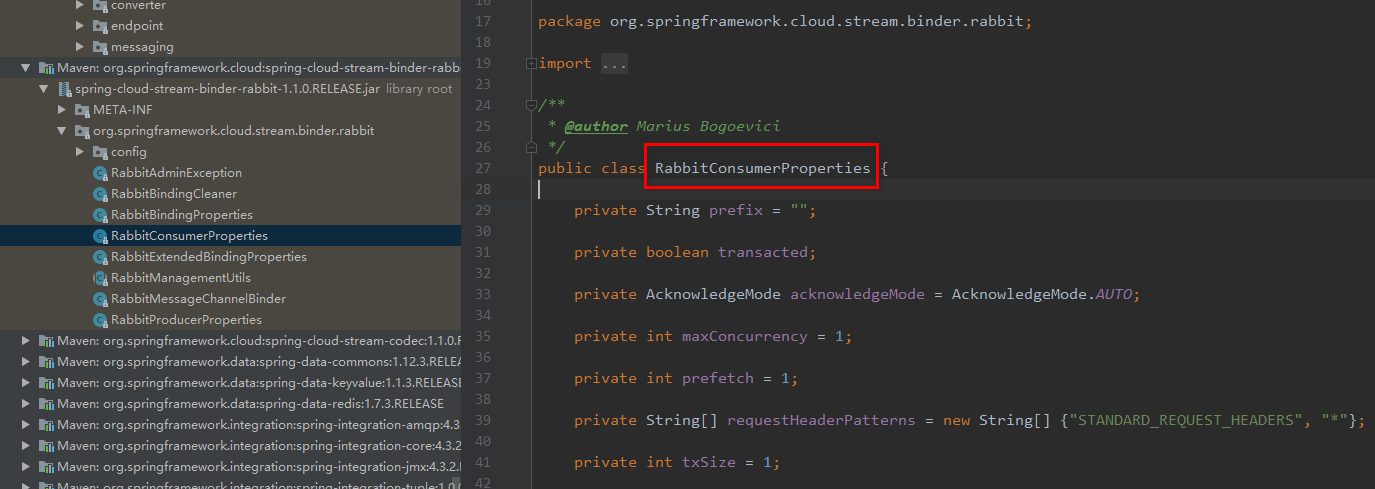 converter
endpoint
messaging
Maven: org.springframework.cloud:spring-cloud-stream-binder-rabb
spring-cloud-stream-binder-rabbit-1.1.0.RELEASE.jar library root
META-INF
org.springframework.cloud.stream.binder.rabbit
config
RabbitAdminException
RabbitBindingCleaner
RabbitBindingProperties
RabbitConsumerProperties
RabbitExtendedBindingProperties
RabbitManagementUtils
RabbitMessageChannelBinder
RabbitProducerProperties
Maven: org.springframework.cloud:spring-cloud-stream-codec:1.1.0.R
Maven: org.springframework.data:spring-data-commons:1.12.3.RELEA
Maven: org.springframework.data:spring-data-keyvalue:1.1.3.RELEASE
Maven: org.springframework.data:spring-data-redis:1.7.3.RELEASE
Maven: org.springframework.integration:spring-integration-amqp:4.3.
Maven: org.springframework.integration:spring-integration-core:4.3.2
Maven: org.springframework.integration:spring-integration-jmx:4.3.2.
Maven: org.springframework.integration:spring-integration-tuple:1.0
16
17 package org.springframework.cloud.stream.binder.rabbit;
18
19 import ...
23
24 /**
25 * @author Marius Bogoevici
26 */
27 public class RabbitConsumerProperties {
28
29 private String prefix = "";
30
31 private boolean transacted;
32
33 private AcknowledgeMode acknowledgeMode = AcknowledgeMode.AUTO;
34
35 private int maxConcurrency = 1;
36
37 private int prefetch = 1;
38
39 private String[] requestHeaderPatterns = new String[] {"STANDARD_REQUEST_HEADERS", "*"};
40
41 private int txSize = 1;
42